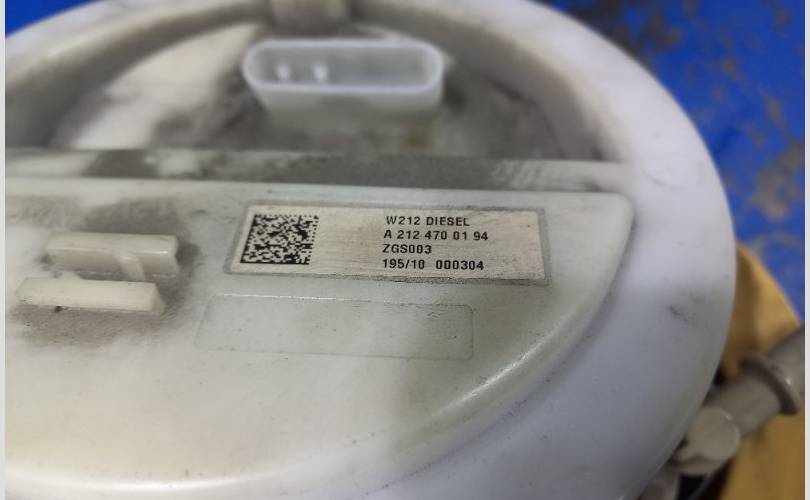 W212 DIESEL
A 212 470 01 94
ZGS003
195/10 000304